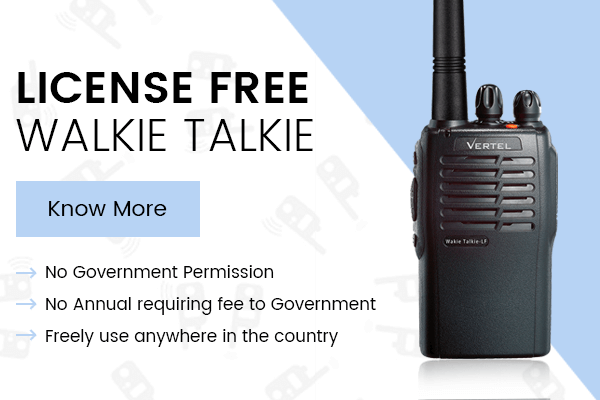 LICENSE FREE
WALKIE TALKIE
Know More
No Government Permission
No Annual requiring fee to Government
Freely use anywhere in the country
VERTEL
Wakie Talkie-LF